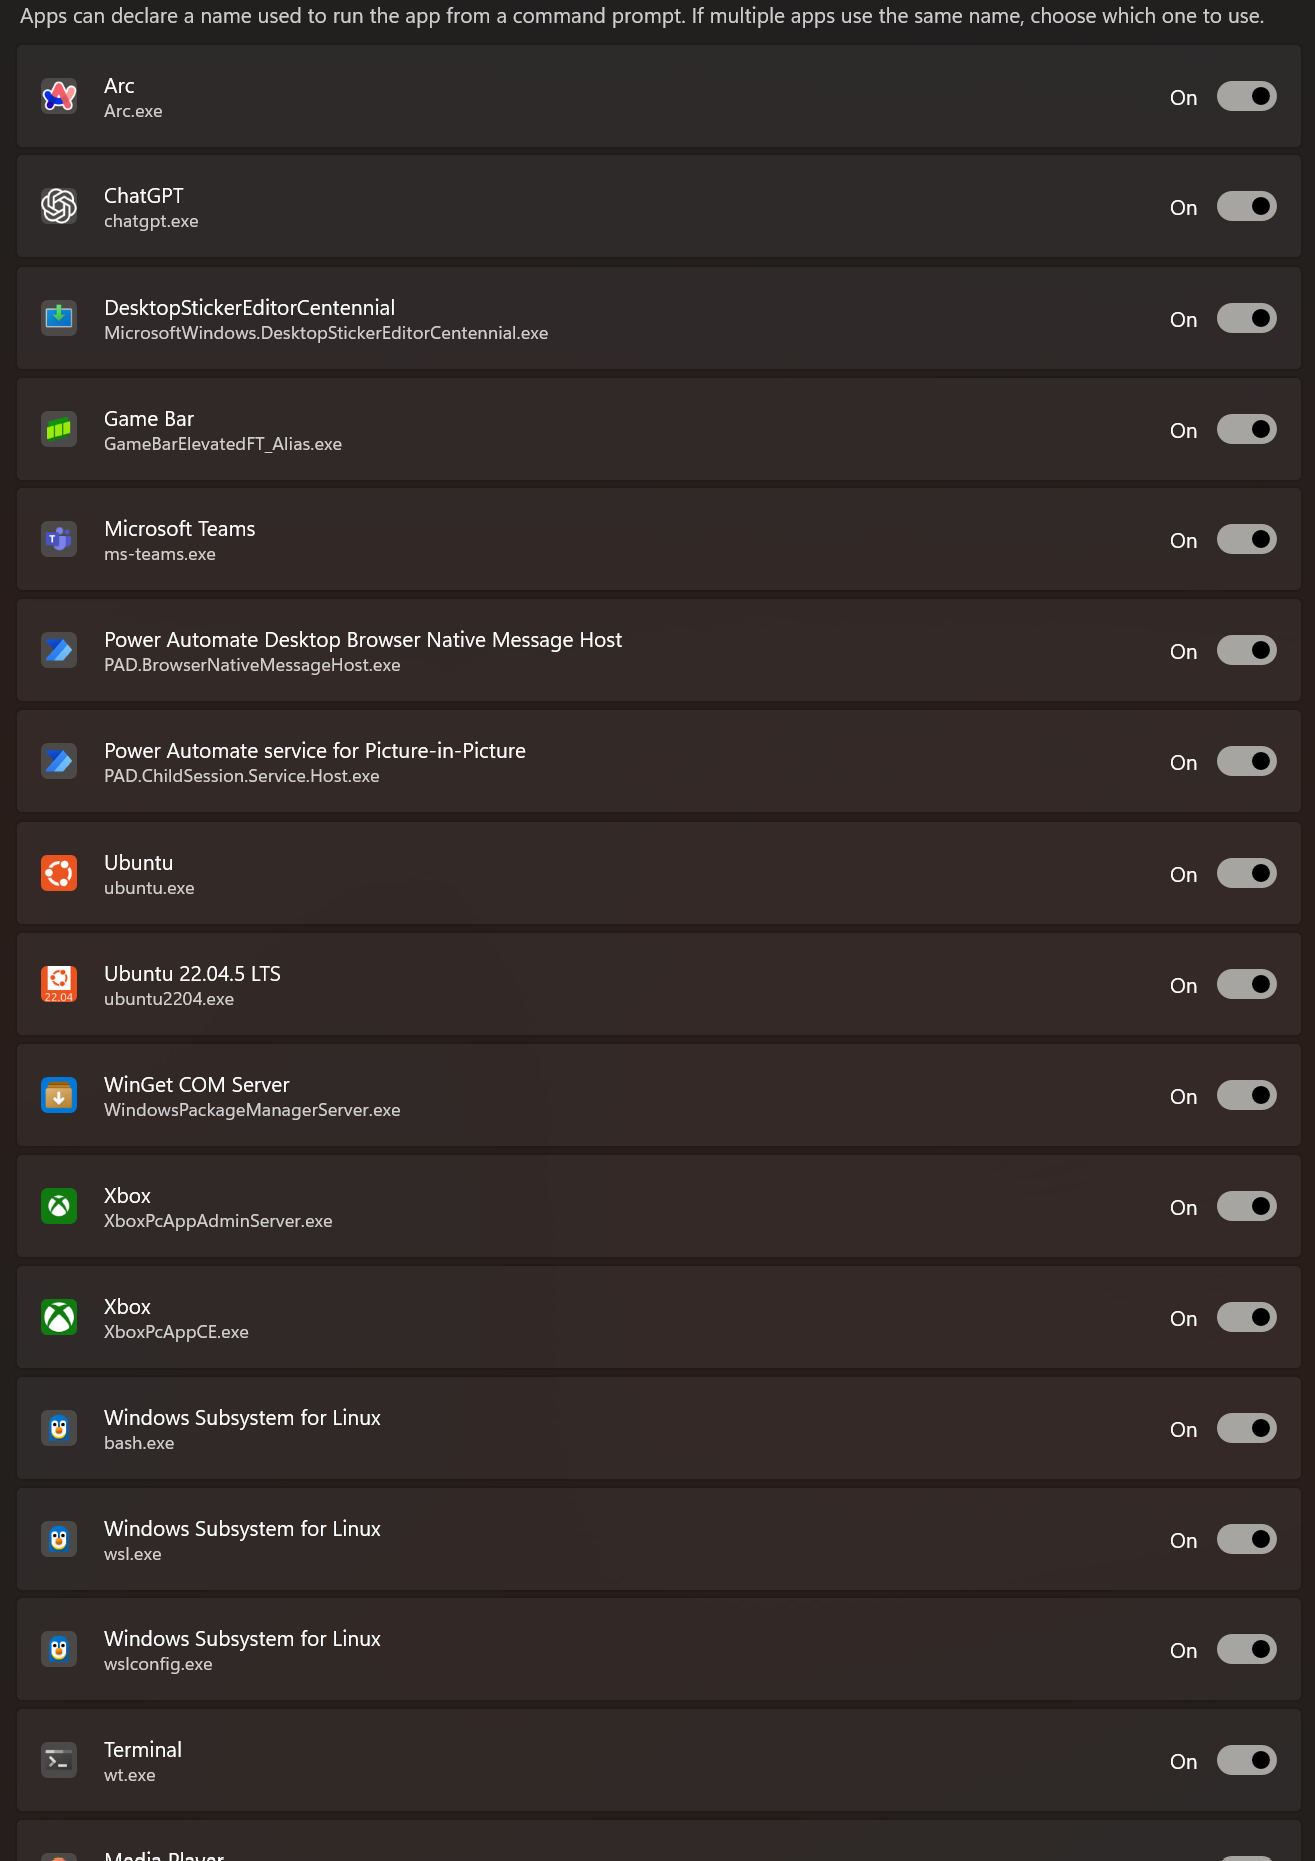 Apps can declare a name used to run the app from a command prompt. If multiple apps use the same name, choose which one to use.
Arc
Arc.exe
On
ChatGPT
chatgpt.exe
On
DesktopStickerEditorCentennial
MicrosoftWindows.DesktopStickerEditorCentennial.exe
On
Game Bar
GameBarElevatedFT_Alias.exe
On
Microsoft Teams
ms-teams.exe
On
Power Automate Desktop Browser Native Message Host
PAD.BrowserNativeMessageHost.exe
On
Power Automate service for Picture-in-Picture
PAD.ChildSession.Service.Host.exe
On
Ubuntu
ubuntu.exe
On
22.04
Ubuntu 22.04.5 LTS
ubuntu2204.exe
On
WinGet COM Server
WindowsPackageManagerServer.exe
On
Xbox
XboxPcAppAdminServer.exe
On
Xbox
XboxPcAppCE.exe
On
Windows Subsystem for Linux
bash.exe
On
Windows Subsystem for Linux
wsl.exe
On
Windows Subsystem for Linux
wslconfig.exe
On
Terminal
wt.exe
On
Media Player